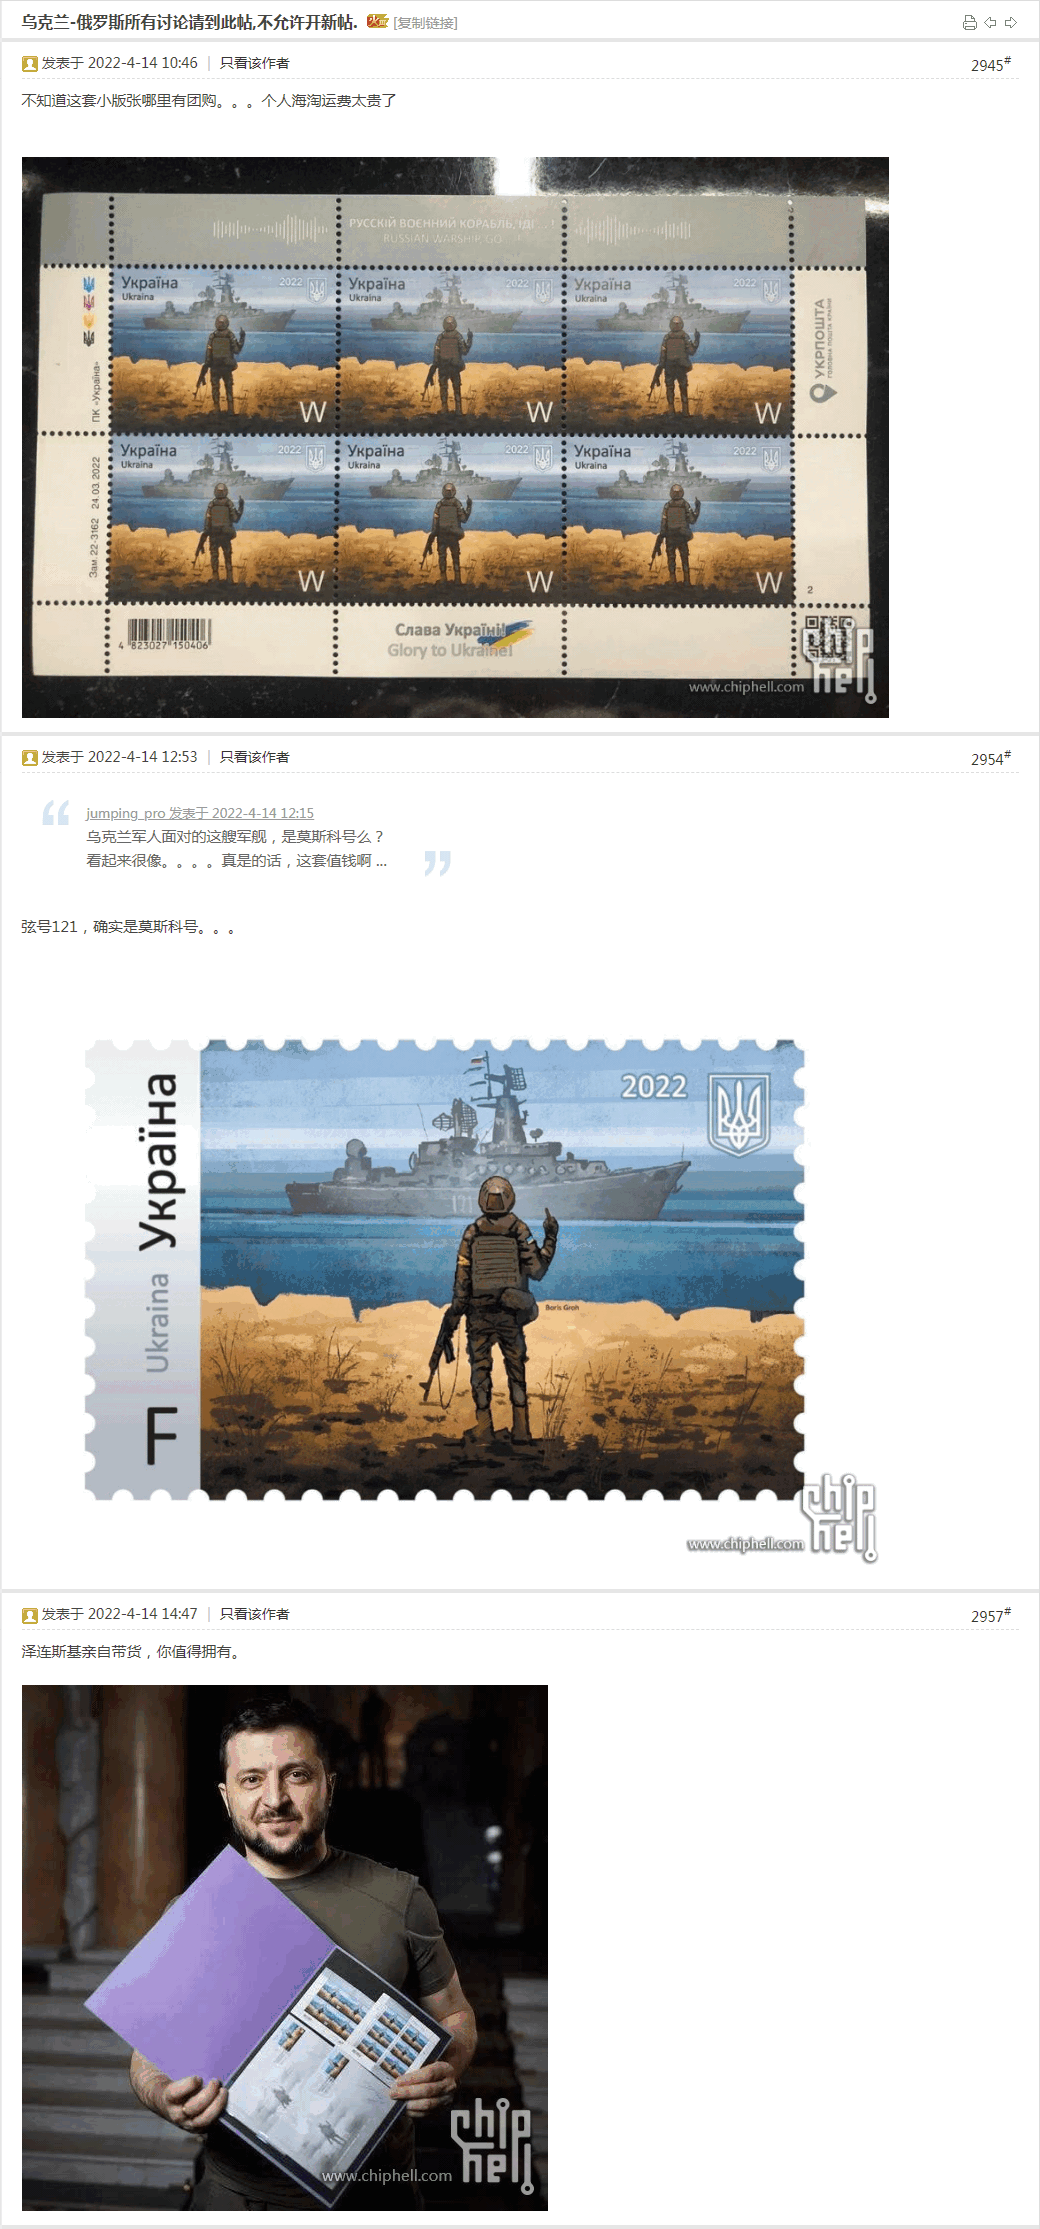 乌克兰-俄罗斯所有讨论请到此帖,不允许开新帖. 火 [复制链接]
发表于 2022-4-14 10:46 | 只看该作者 2945#
不知道这套小版张哪里有团购。。。个人海淘运费太贵了
РУССКІЙ ВОЄННИЙ КОРАБЛЬ, ІДІ . . . !
RUSSIAN WARSHIP, GO
Україна 2022
Ukraina
W
Україна 2022
Ukraina
W
Україна 2022
Ukraina
W
ПК «Україна»
УКРПОШТА
ГОЛОВНА ПОШТА КРАЇНИ
Україна 2022
Ukraina
W
Україна 2022
Ukraina
W
Україна 2022
Ukraina
W
Зам. 22-3162 24.03.2022
2
4 823027 150406
Слава Україні!
Glory to Ukraine!
www.chiphell.com
chip
hell
发表于 2022-4-14 12:53 | 只看该作者 2954#
jumping_pro 发表于 2022-4-14 12:15
乌克兰军人面对的这艘军舰，是莫斯科号么？
看起来很像。。。。真是的话，这套值钱啊 ...
弦号121，确实是莫斯科号。。。
Україна
Ukraina
F
2022
121
Boris Groh
www.chiphell.com
chip
hell
发表于 2022-4-14 14:47 | 只看该作者 2957#
泽连斯基亲自带货，你值得拥有。
www.chiphell.com
chip
hell